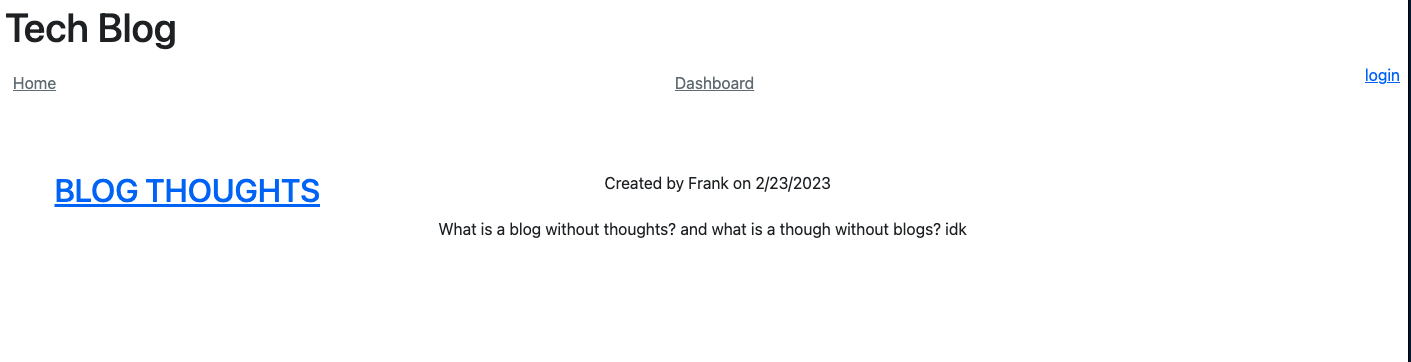 Tech Blog
Home Dashboard login
BLOG THOUGHTS Created by Frank on 2/23/2023
What is a blog without thoughts? and what is a though without blogs? idk